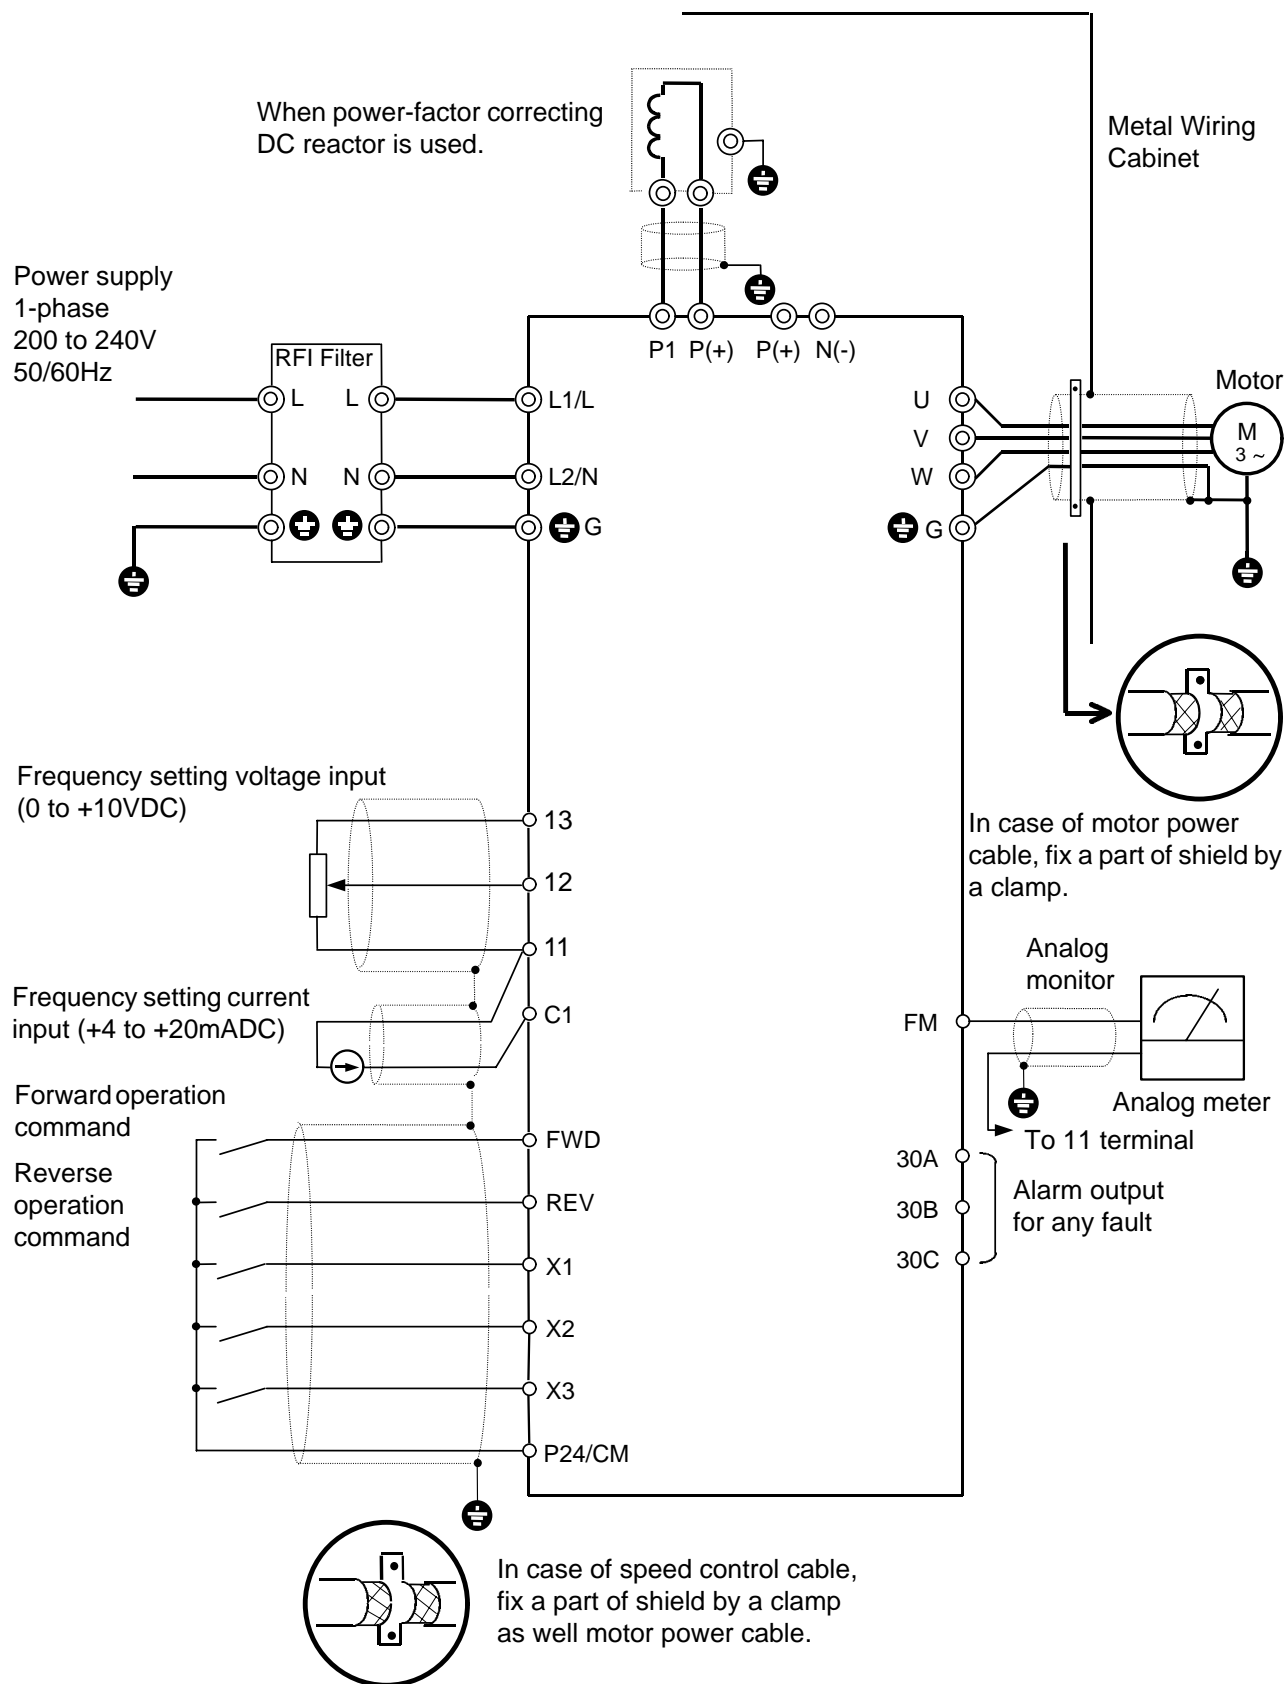 When power-factor correcting
DC reactor is used.
Metal Wiring
Cabinet
Power supply
1-phase
200 to 240V
50/60Hz
P1 P(+) P(+) N(-)
RFI Filter
L L L1/L
N N L2/N
G
U
V
W
G
Motor
M
3 ~
Frequency setting voltage input
(0 to +10VDC)
13
12
11
In case of motor power
cable, fix a part of shield by
a clamp.
Frequency setting current
input (+4 to +20mADC)
C1
Analog
monitor
FM
Analog meter
To 11 terminal
Forward operation
command
FWD
Reverse
operation
command
REV
X1
X2
X3
P24/CM
30A
30B
30C
Alarm output
for any fault
In case of speed control cable,
fix a part of shield by a clamp
as well motor power cable.